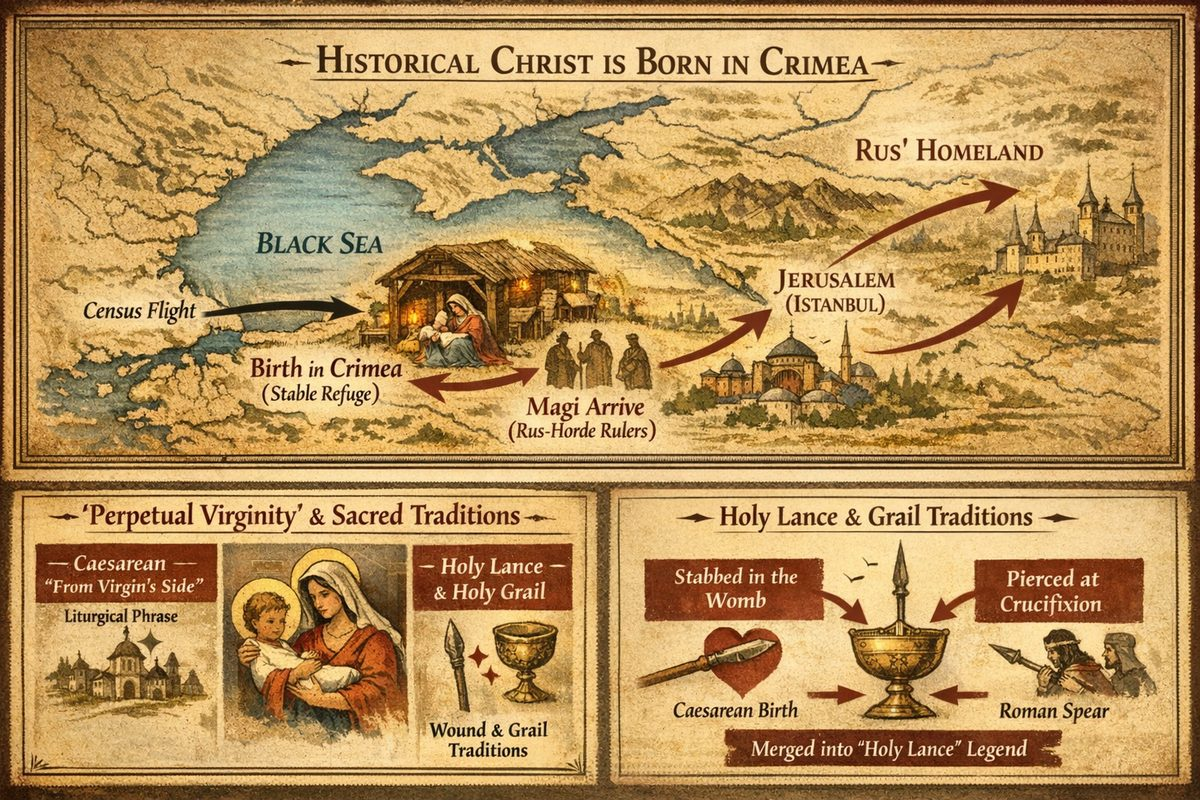 Historical Christ is Born in Crimea
Rus' Homeland
Black Sea
Jerusalem
(Istanbul)
Census Flight
Birth in Crimea
(Stable Refuge)
Magi Arrive
(Rus-Horde Rulers)
'Perpetual Virginity' & Sacred Traditions
Caesarean
"From Virgin's Side"
Liturgical Phrase
Holy Lance
& Holy Grail
Wound & Grail
Traditions
Holy Lance & Grail Traditions
Stabbed in the
Womb
Pierced at
Crucifixion
Caesarean Birth
Roman Spear
Merged into "Holy Lance" Legend